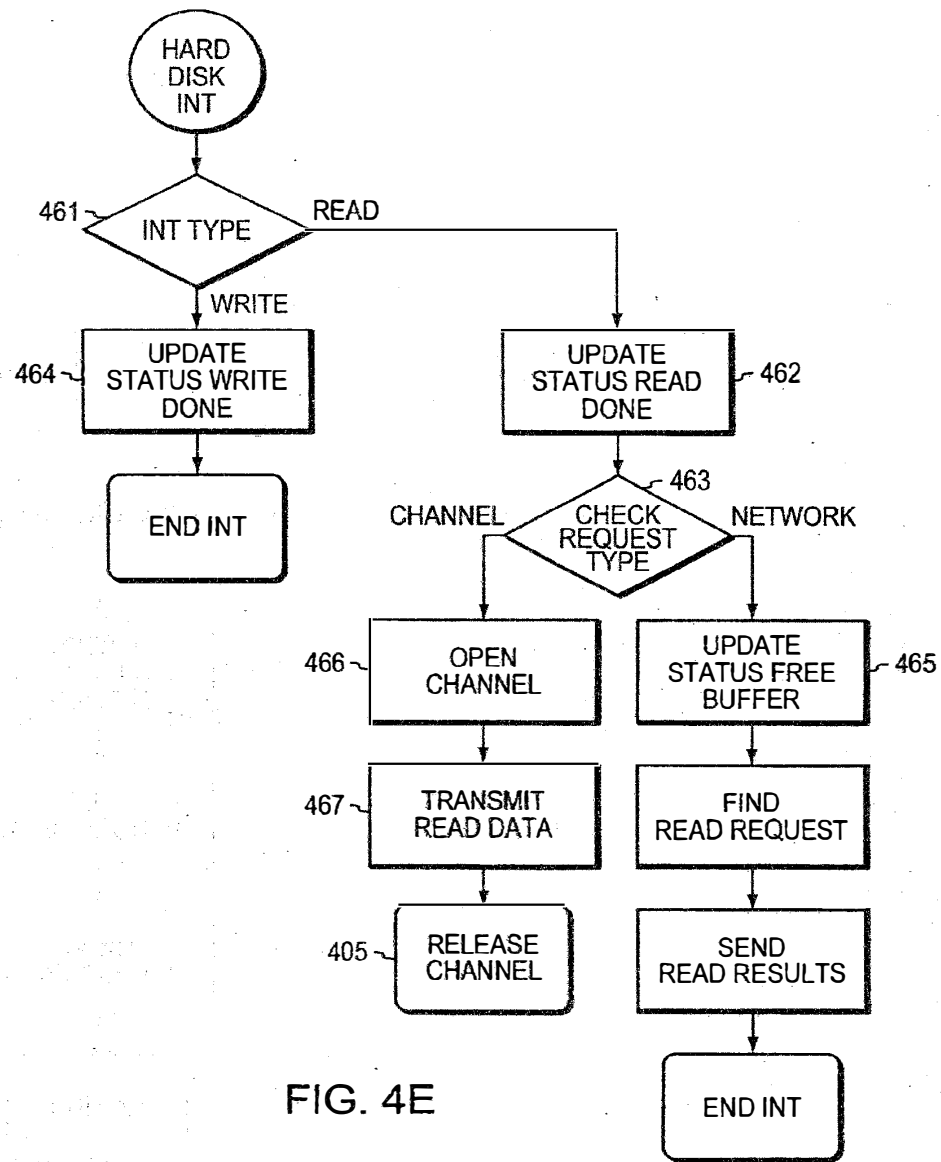 HARD
DISK
INT
461
INT TYPE
READ
WRITE
464
UPDATE
STATUS WRITE
DONE
END INT
UPDATE
STATUS READ
DONE
462
463
CHANNEL
CHECK
REQUEST
TYPE
NETWORK
466
OPEN
CHANNEL
UPDATE
STATUS FREE
BUFFER
465
467
TRANSMIT
READ DATA
FIND
READ REQUEST
405
RELEASE
CHANNEL
SEND
READ RESULTS
END INT
FIG. 4E